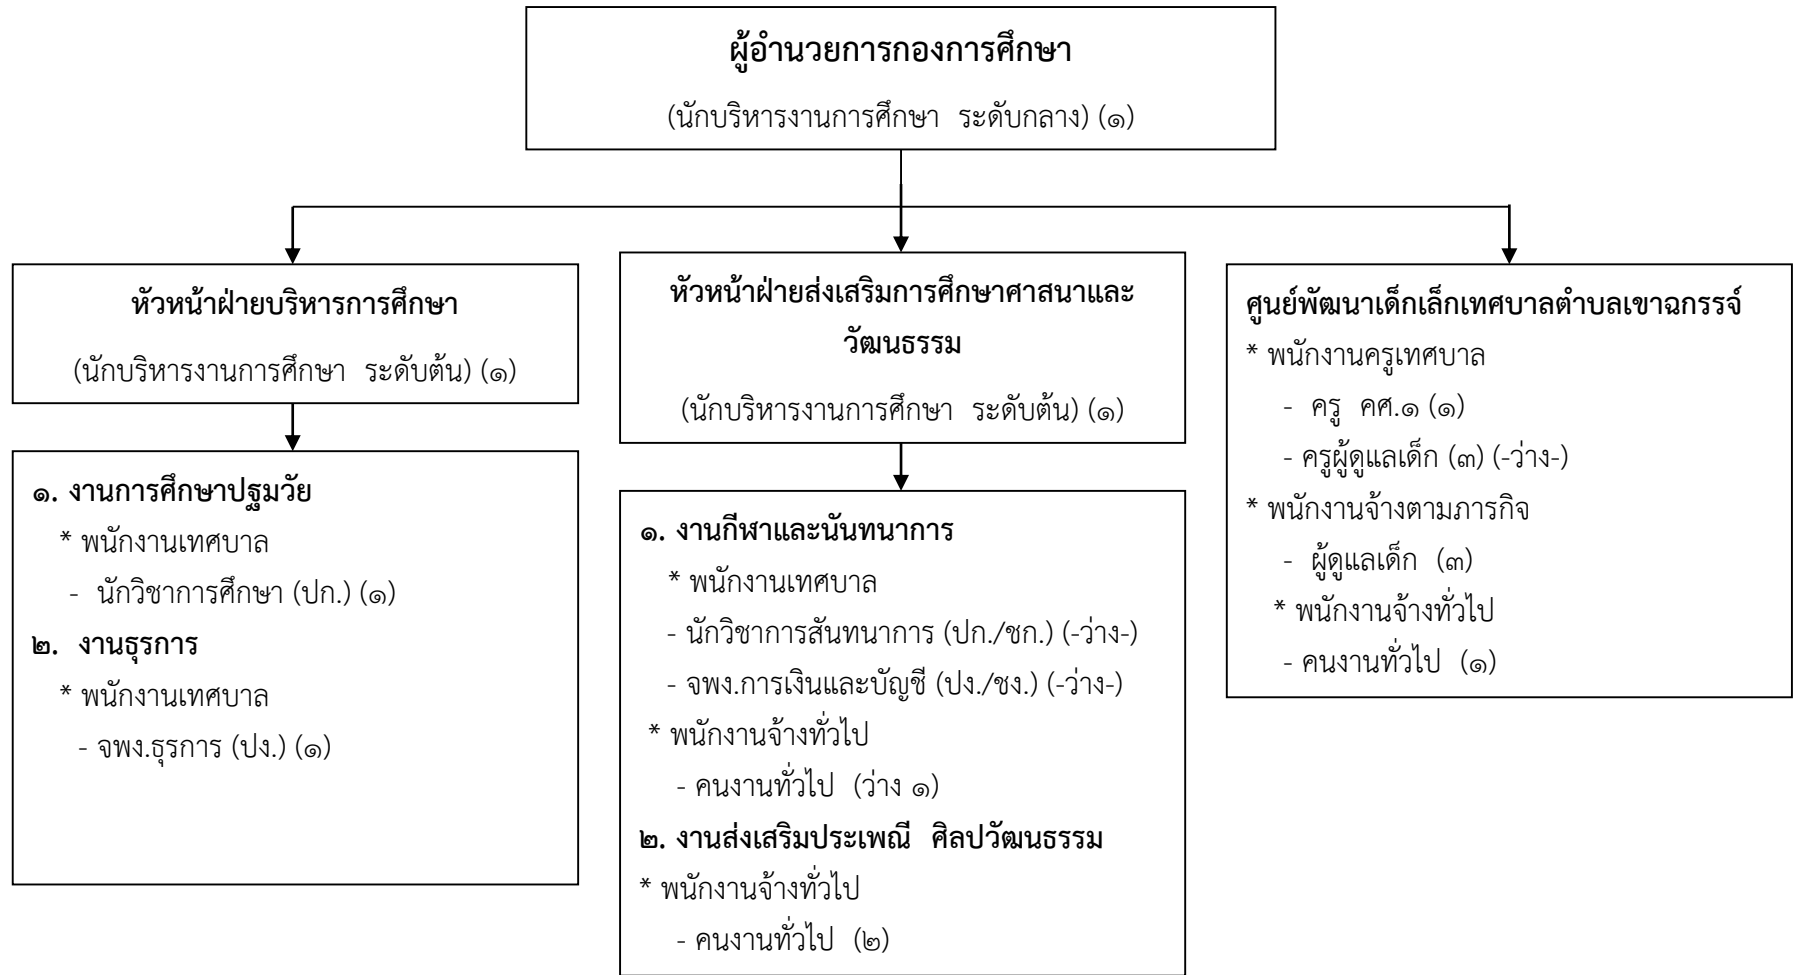 ผู้อำนวยการกองการศึกษา
(นักบริหารงานการศึกษา ระดับกลาง) (๑)
หัวหน้าฝ่ายบริหารการศึกษา
(นักบริหารงานการศึกษา ระดับต้น) (๑)
๑. งานการศึกษาปฐมวัย
* พนักงานเทศบาล
- นักวิชาการศึกษา (ปก.) (๑)
๒. งานธุรการ
* พนักงานเทศบาล
- จพง.ธุรการ (ปง.) (๑)
หัวหน้าฝ่ายส่งเสริมการศึกษาศาสนาและ
วัฒนธรรม
(นักบริหารงานการศึกษา ระดับต้น) (๑)
๑. งานกีฬาและนันทนาการ
* พนักงานเทศบาล
- นักวิชาการสันทนาการ (ปก./ชก.) (-ว่าง-)
- จพง.การเงินและบัญชี (ปง./ชง.) (-ว่าง-)
* พนักงานจ้างทั่วไป
- คนงานทั่วไป (ว่าง ๑)
๒. งานส่งเสริมประเพณี ศิลปวัฒนธรรม
* พนักงานจ้างทั่วไป
- คนงานทั่วไป (๒)
ศูนย์พัฒนาเด็กเล็กเทศบาลตำบลเขาฉกรรจ์
* พนักงานครูเทศบาล
- ครู คศ.๑ (๑)
- ครูผู้ดูแลเด็ก (๓) (-ว่าง-)
* พนักงานจ้างตามภารกิจ
- ผู้ดูแลเด็ก (๓)
* พนักงานจ้างทั่วไป
- คนงานทั่วไป (๑)